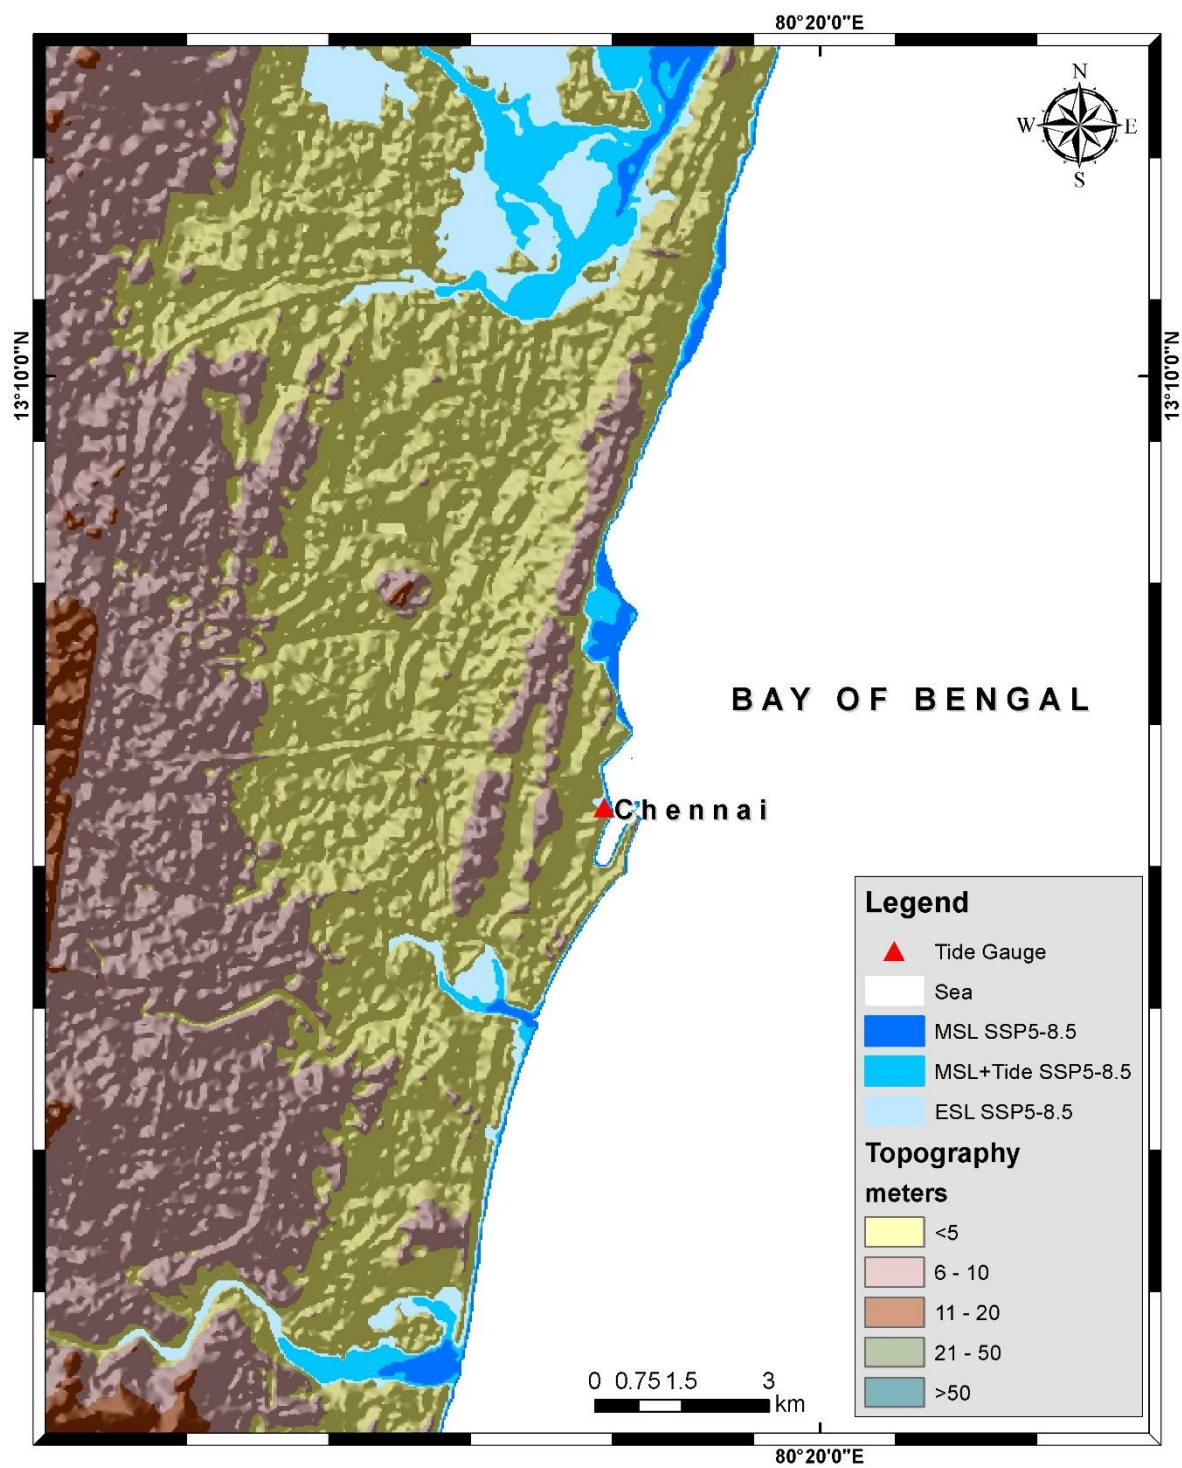 80°20'0"E
N
W E
S
13°10'0"N
13°10'0"N
BAY OF BENGAL
Chennai
Legend
Tide Gauge
Sea
MSL SSP5-8.5
MSL+Tide SSP5-8.5
ESL SSP5-8.5
Topography
meters
<5
6 - 10
11 - 20
21 - 50
>50
0 0.75 1.5 3
km
80°20'0"E